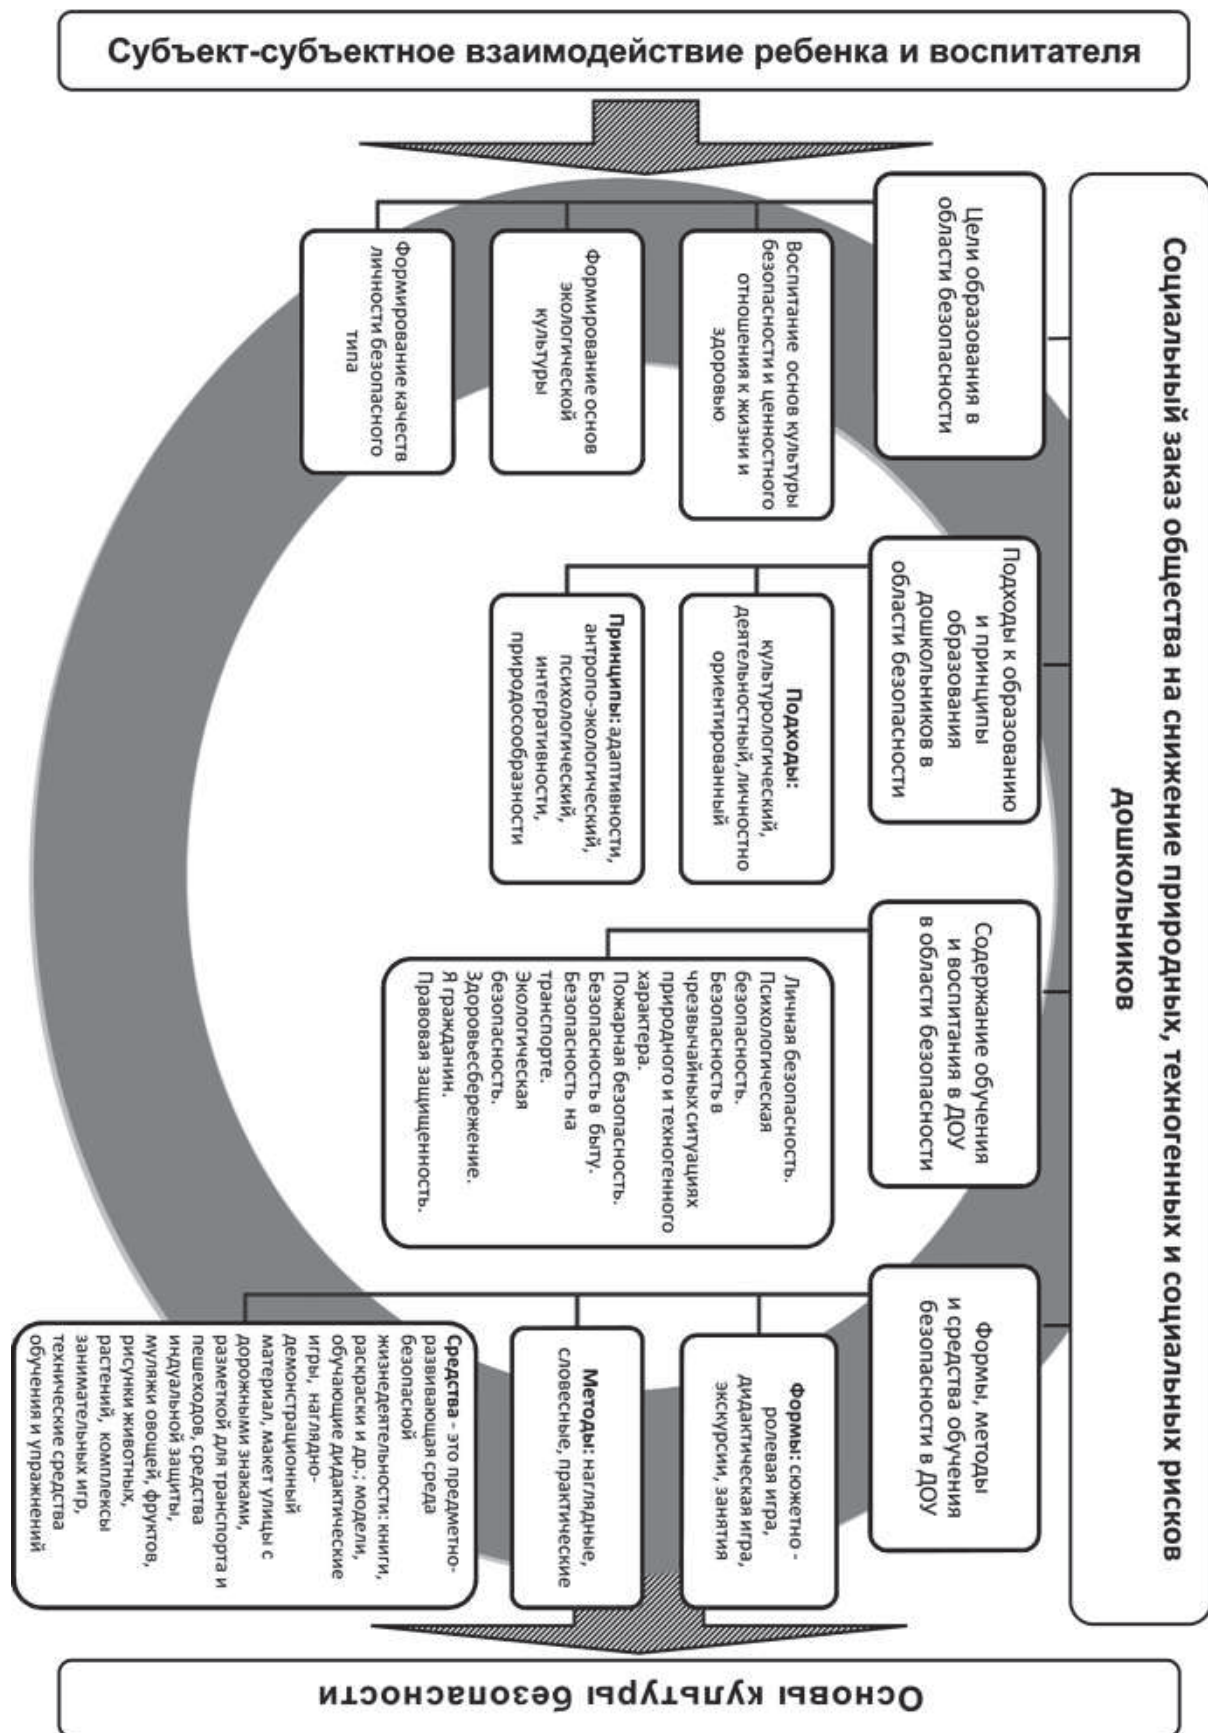 Субъект-субъектное взаимодействие ребенка и воспитателя
Социальный заказ общества на снижение природных, техногенных и социальных рисков
дошкольников
Цели образования в
области безопасности
Воспитание основ культуры
безопасности и ценностного
отношения к жизни и
здоровью
Формирование основ
экологической
культуры
Формирование качеств
личности безопасного
типа
Подходы к образованию
и принципы
образования
дошкольников в
области безопасности
Подходы:
культурологический,
деятельностный, личностно
ориентированный
Принципы: адаптивности,
антропо-экологический,
психологический,
интегративности,
природосообразности
Содержание обучения
и воспитания в ДОУ
в области безопасности
Личная безопасность.
Психологическая
безопасность.
Безопасность в
чрезвычайных ситуациях
природного и техногенного
характера.
Пожарная безопасность.
Безопасность в быту.
Безопасность на
транспорте.
Экологическая
безопасность.
Здоровьесбережение.
Я гражданин.
Правовая защищенность.
Формы, методы
и средства обучения
безопасности в ДОУ
Формы: сюжетно -
ролевая игра,
дидактическая игра,
экскурсии, занятия
Методы: наглядные,
словесные, практические
Средства - это предметно-
развивающая среда
безопасной
жизнедеятельности: книги,
раскраски и др.; модели,
обучающие дидактические
игры, наглядно-
демонстрационный
материал, макет улицы с
дорожными знаками,
разметкой для транспорта и
пешеходов, средства
индуальной защиты,
муляжи овощей, фруктов,
рисунки животных,
растений, комплексы
занимательных игр,
технические средства
обучения и упражнений
Основы культуры безопасности